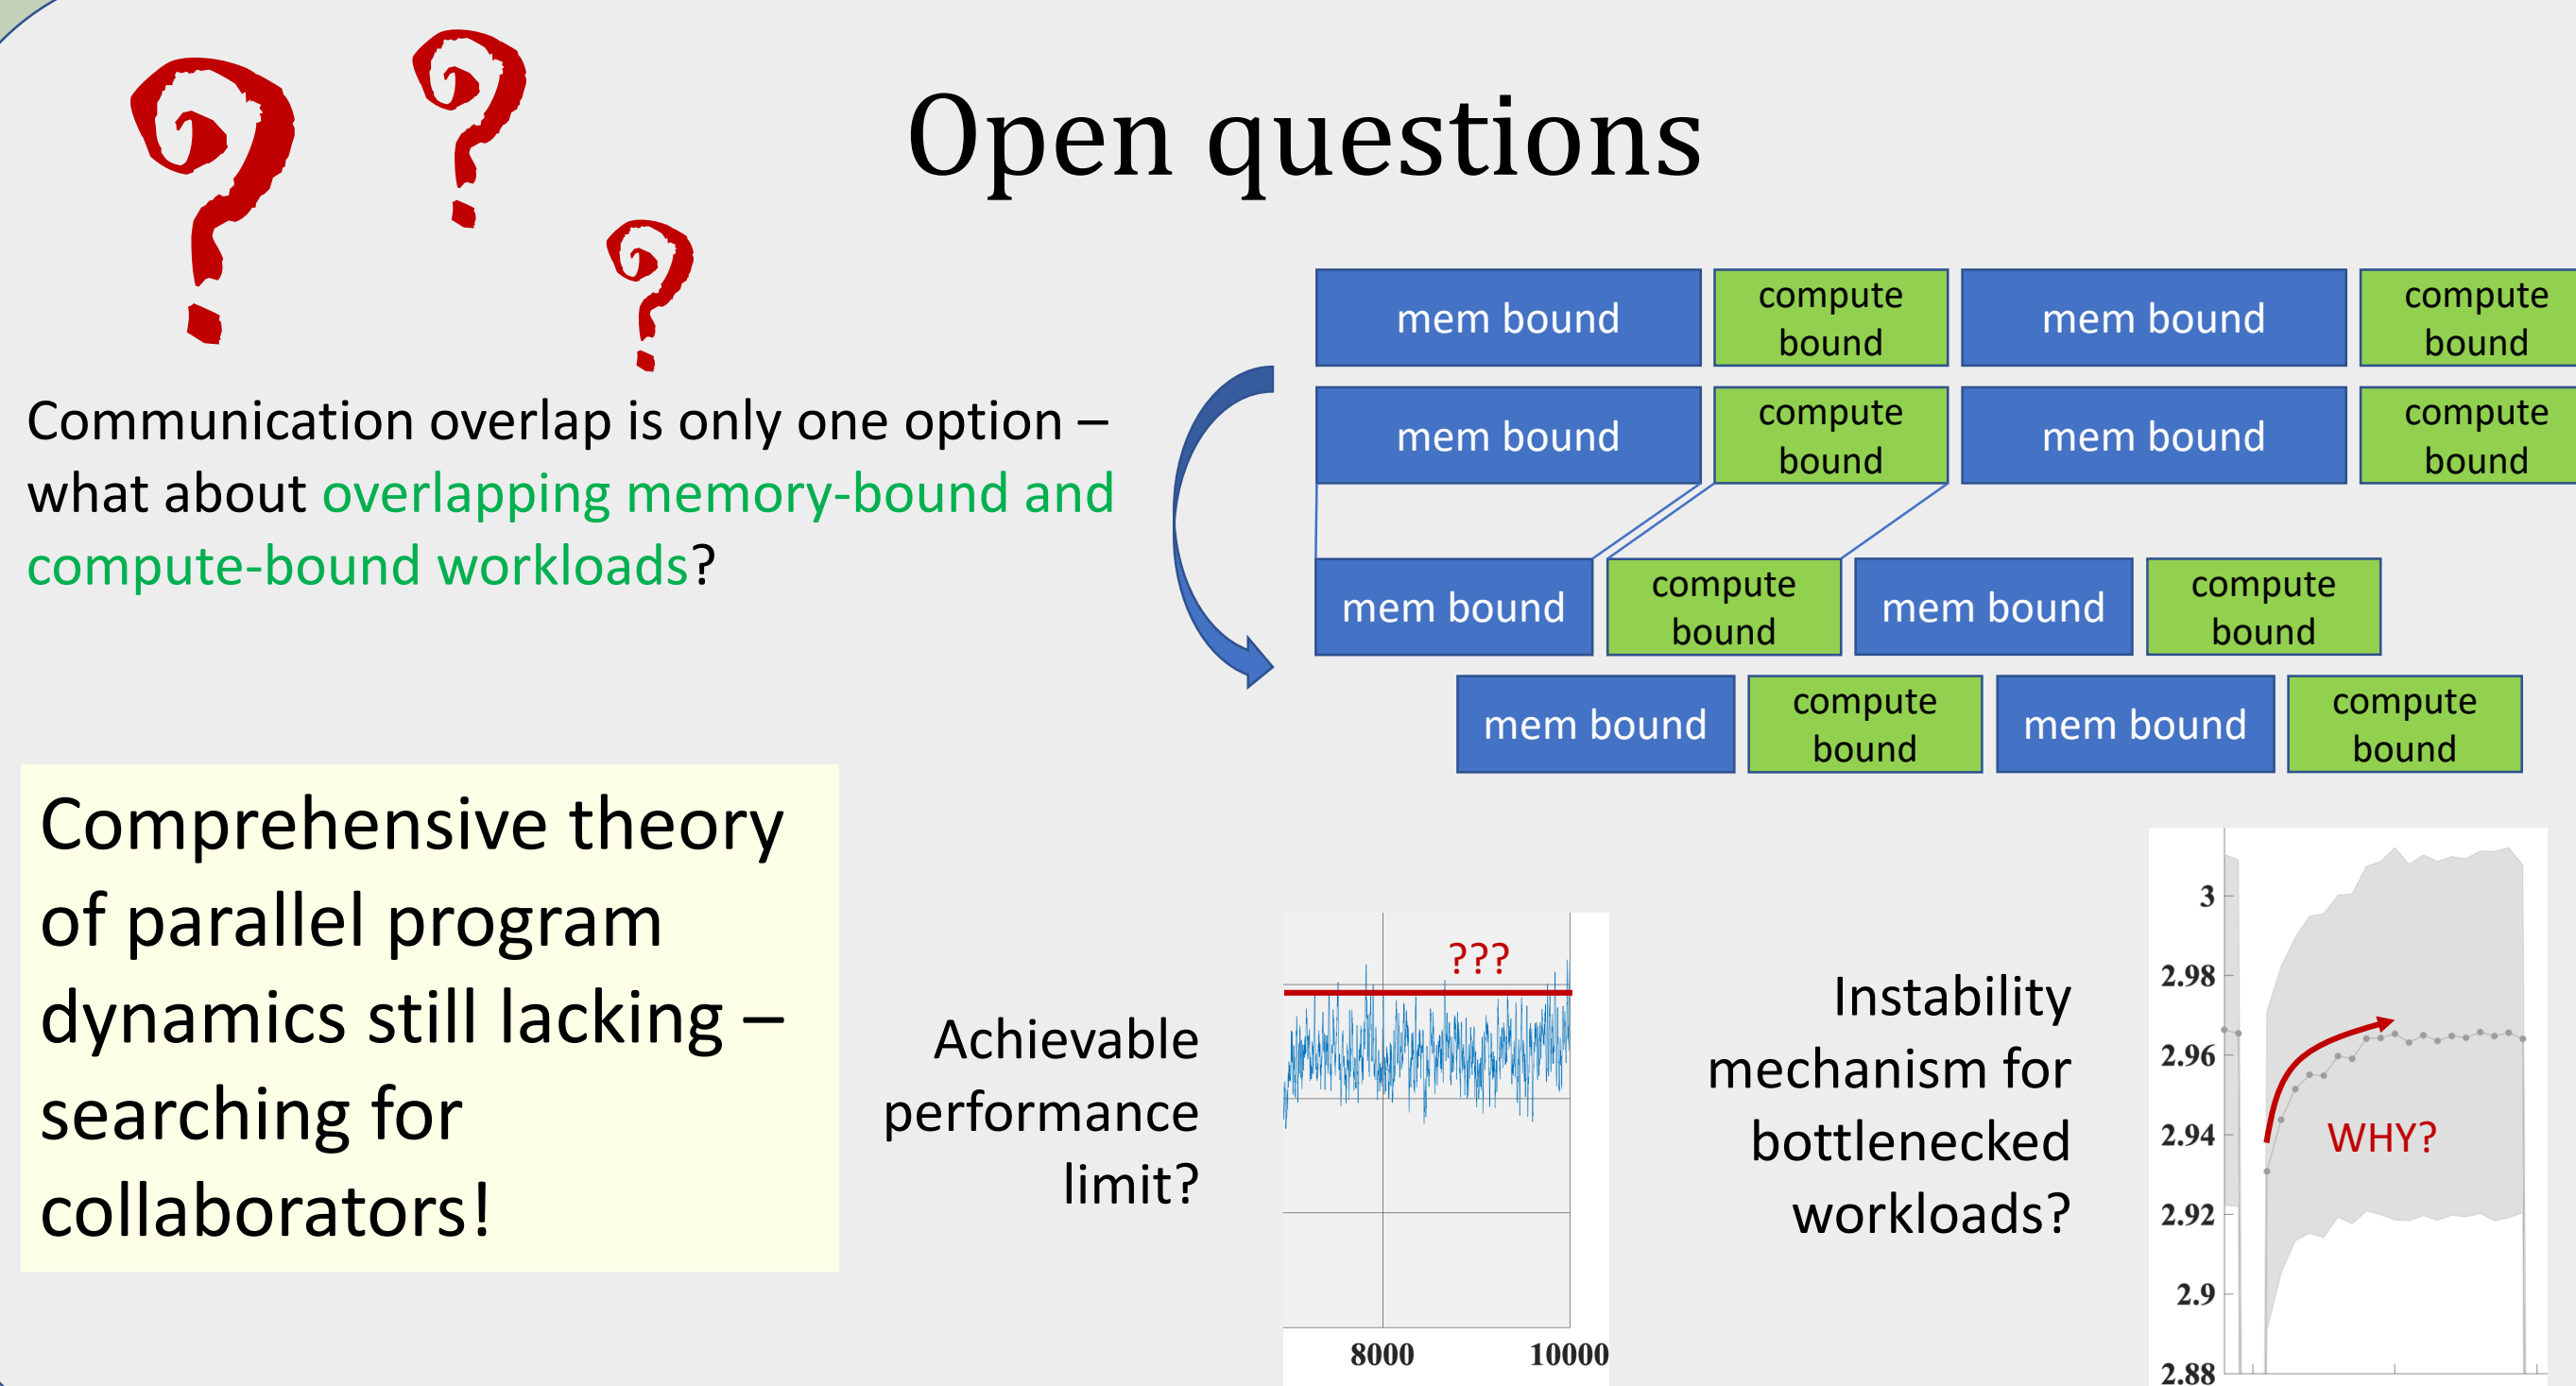 Open questions
Communication overlap is only one option –
what about overlapping memory-bound and
compute-bound workloads?
mem bound
compute
bound
mem bound
compute
bound
mem bound
compute
bound
mem bound
compute
bound
mem bound
compute
bound
mem bound
compute
bound
mem bound
compute
bound
mem bound
compute
bound
Comprehensive theory
of parallel program
dynamics still lacking –
searching for
collaborators!
Achievable
performance
limit?
???
8000
10000
Instability
mechanism for
bottlenecked
workloads?
3
2.98
2.96
2.94
2.92
2.9
2.88
WHY?